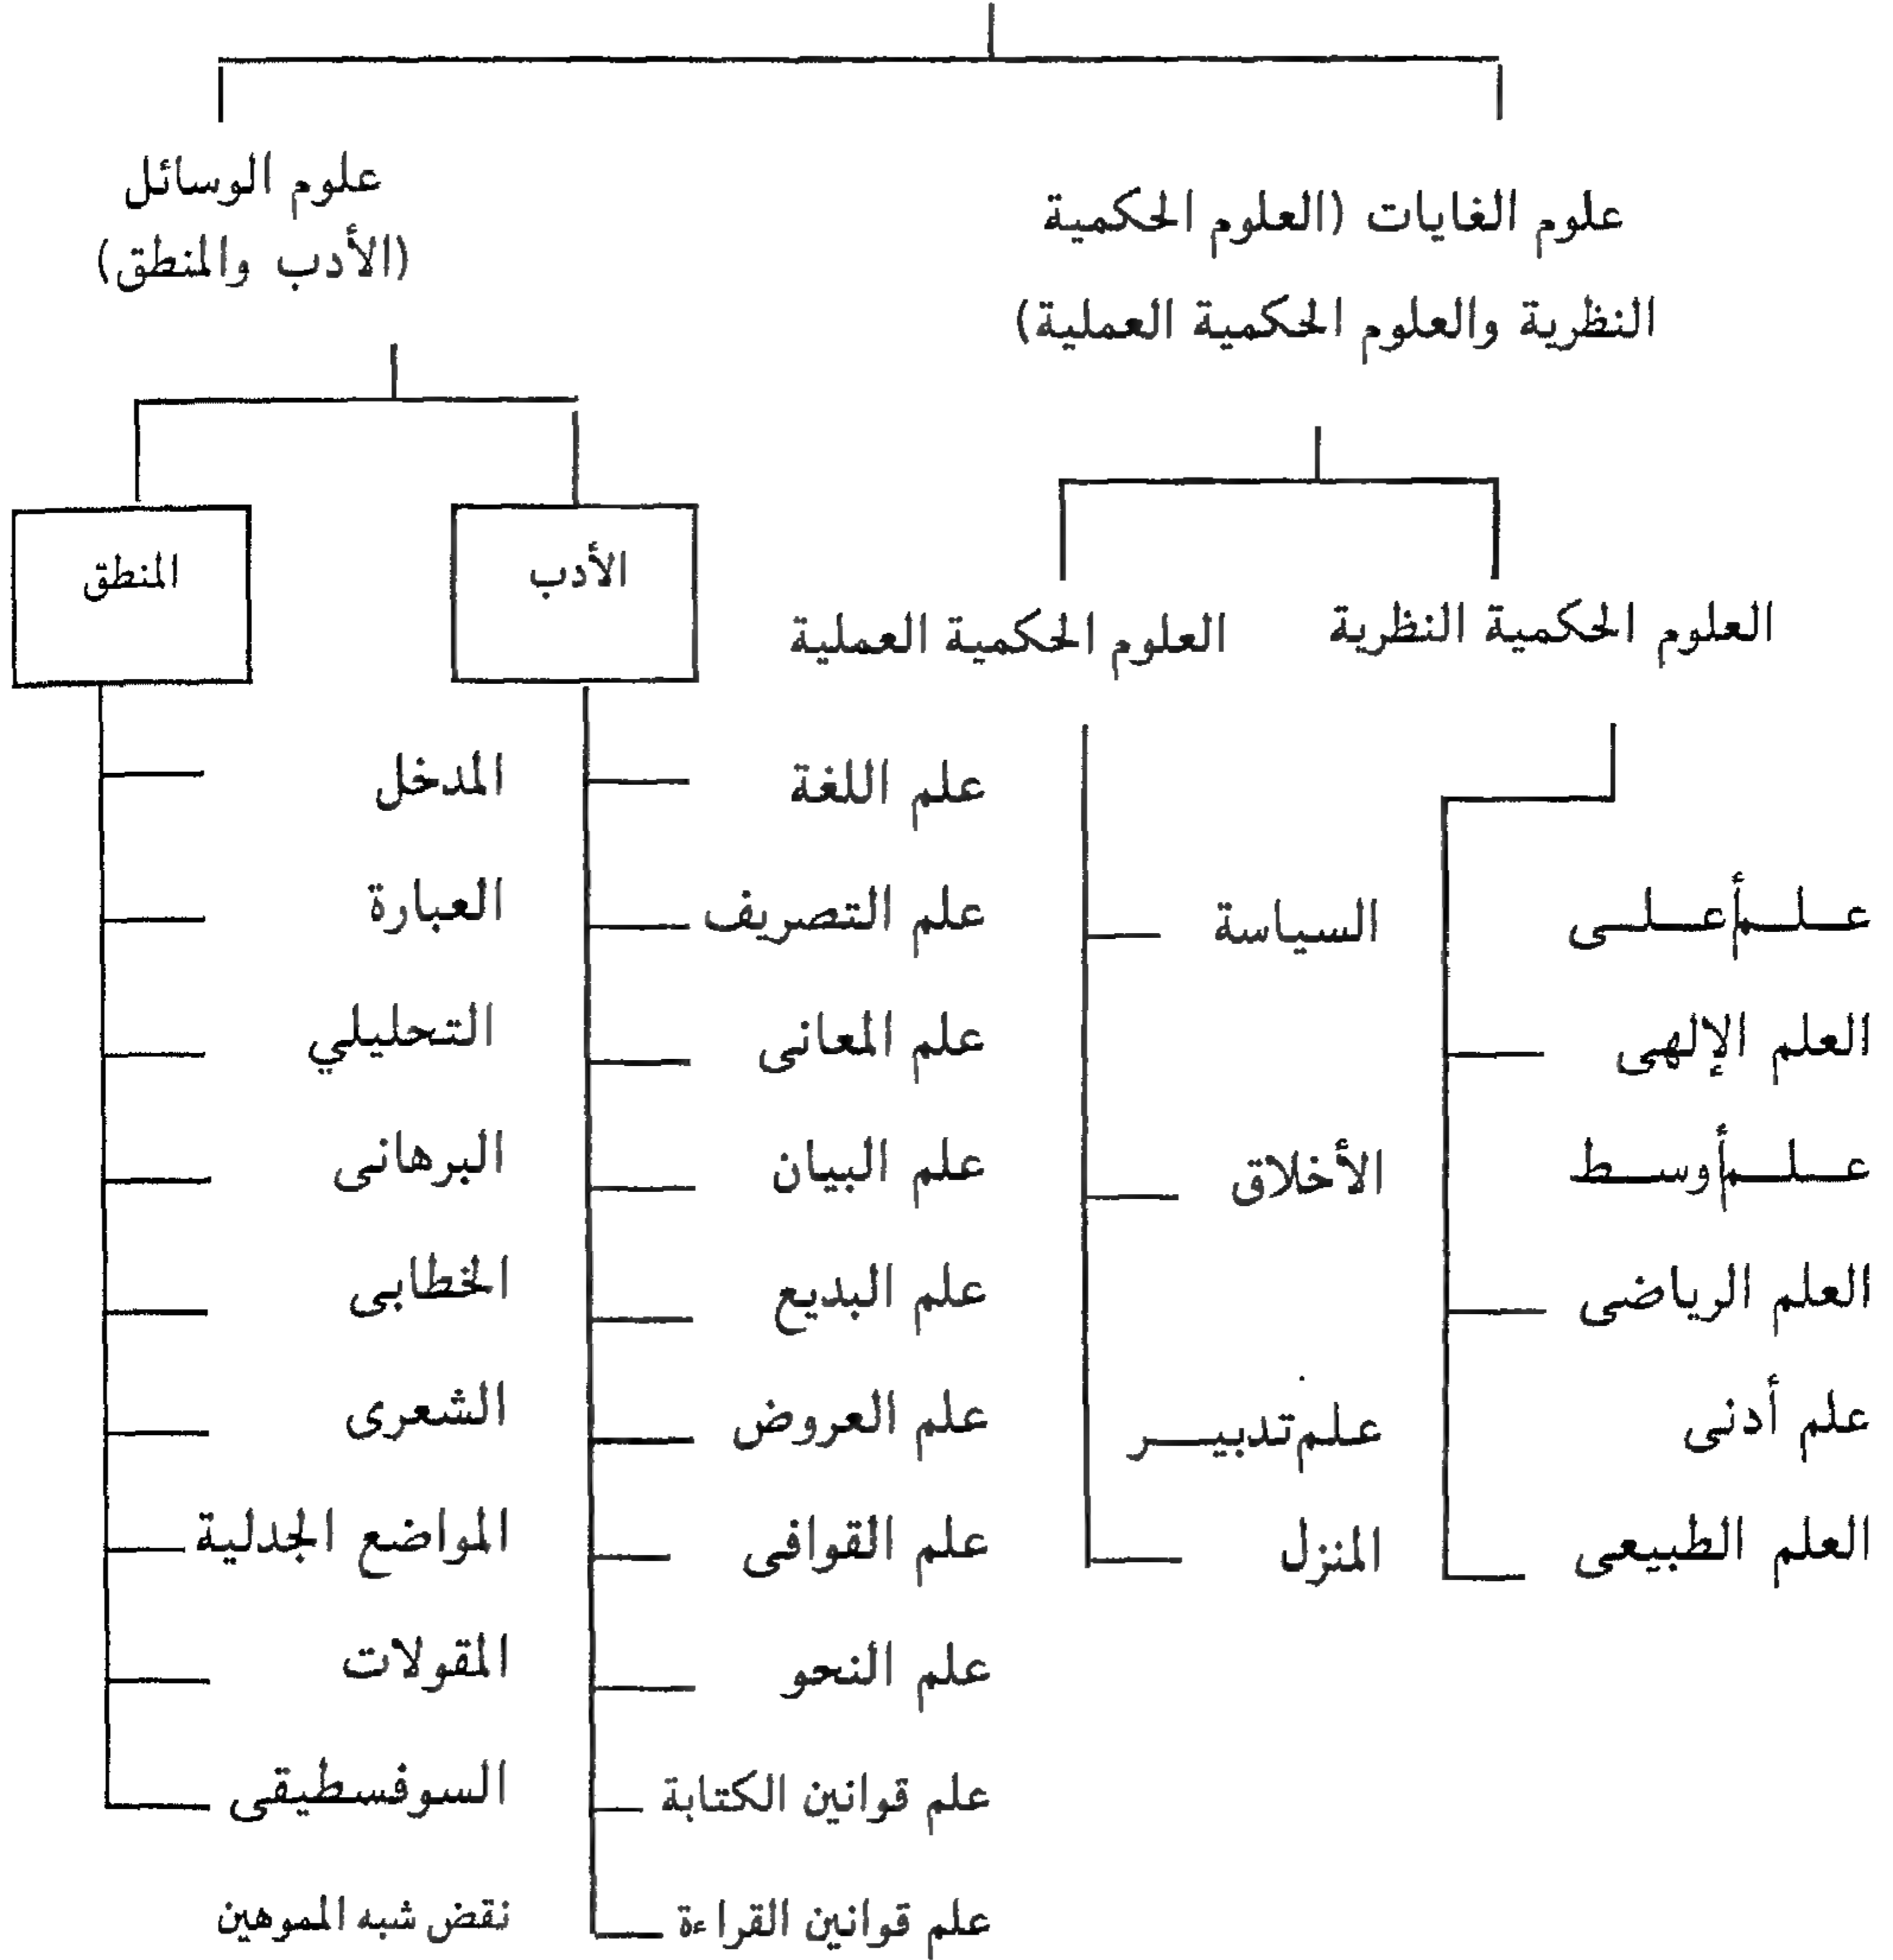 علوم الغايات (العلوم الحكمية
النظرية والعلوم الحكمية العملية)
علوم الوسائل
(الأدب والمنطق)
العلوم الحكمية النظرية
علم أعلى
العلم الإلهى
علم أوسط
العلم الرياضى
علم أدنى
العلم الطبيعى
العلوم الحكمية العملية
السياسة
الأخلاق
علم تدبير
المنزل
الأدب
علم اللغة
علم التصريف
علم المعانى
علم البيان
علم البديع
علم العروض
علم القوافى
علم النحو
علم قوانين الكتابة
علم قوانين القراءة
المنطق
المدخل
العبارة
التحليلي
البرهانى
الخطابى
الشعرى
المواضع الجدلية
المقولات
السوفسطيقى
نقض شبه المموهين